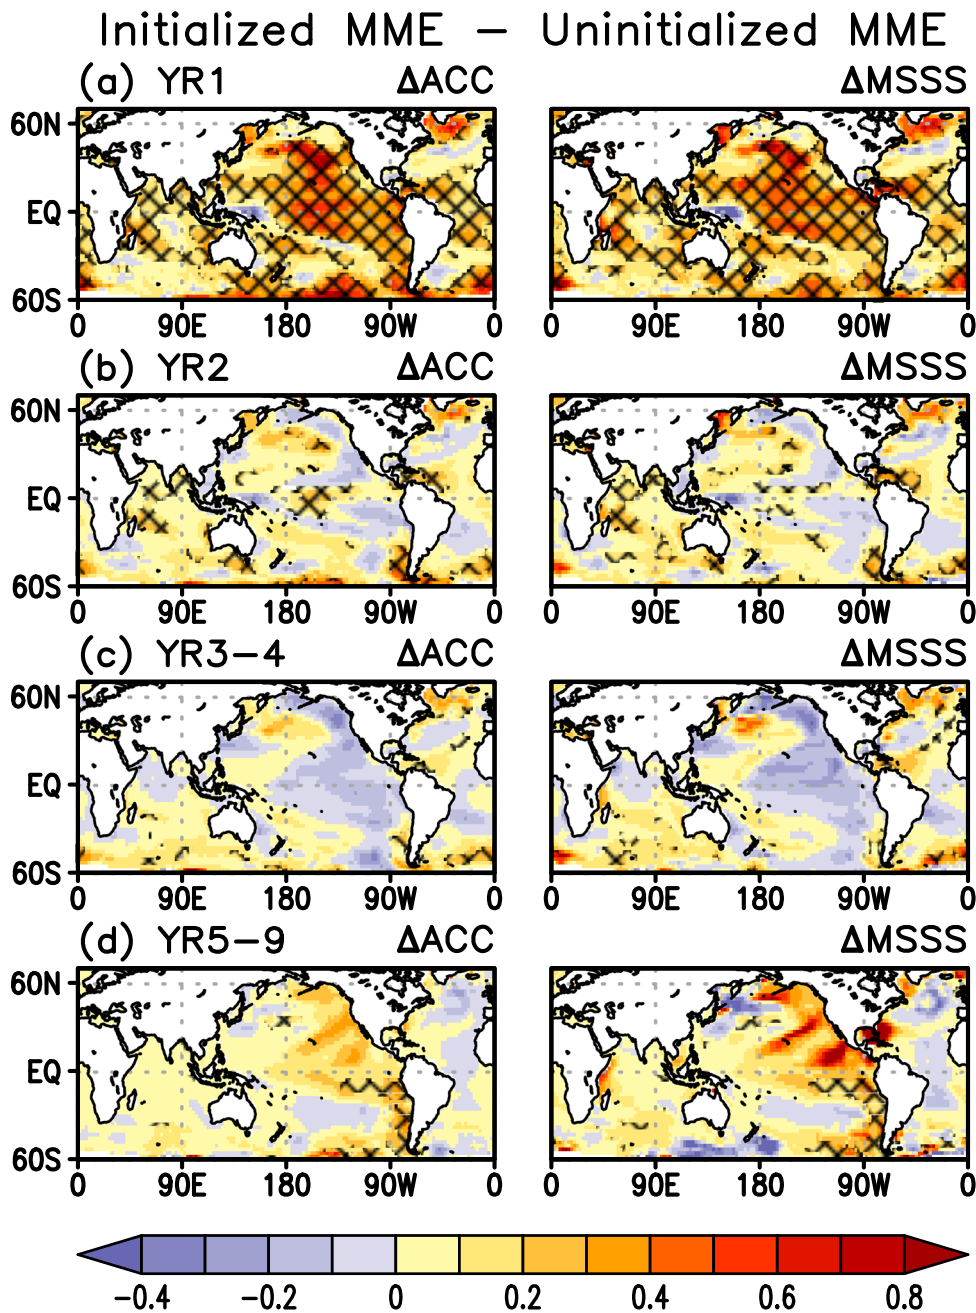 Initialized MME − Uninitialized MME
(a) YR1 ΔACC ΔMSSS
60N
EQ
60S
0 90E 180 90W 0 0 90E 180 90W 0
(b) YR2 ΔACC ΔMSSS
60N
EQ
60S
0 90E 180 90W 0 0 90E 180 90W 0
(c) YR3−4 ΔACC ΔMSSS
60N
EQ
60S
0 90E 180 90W 0 0 90E 180 90W 0
(d) YR5−9 ΔACC ΔMSSS
60N
EQ
60S
0 90E 180 90W 0 0 90E 180 90W 0
−0.4 −0.2 0 0.2 0.4 0.6 0.8